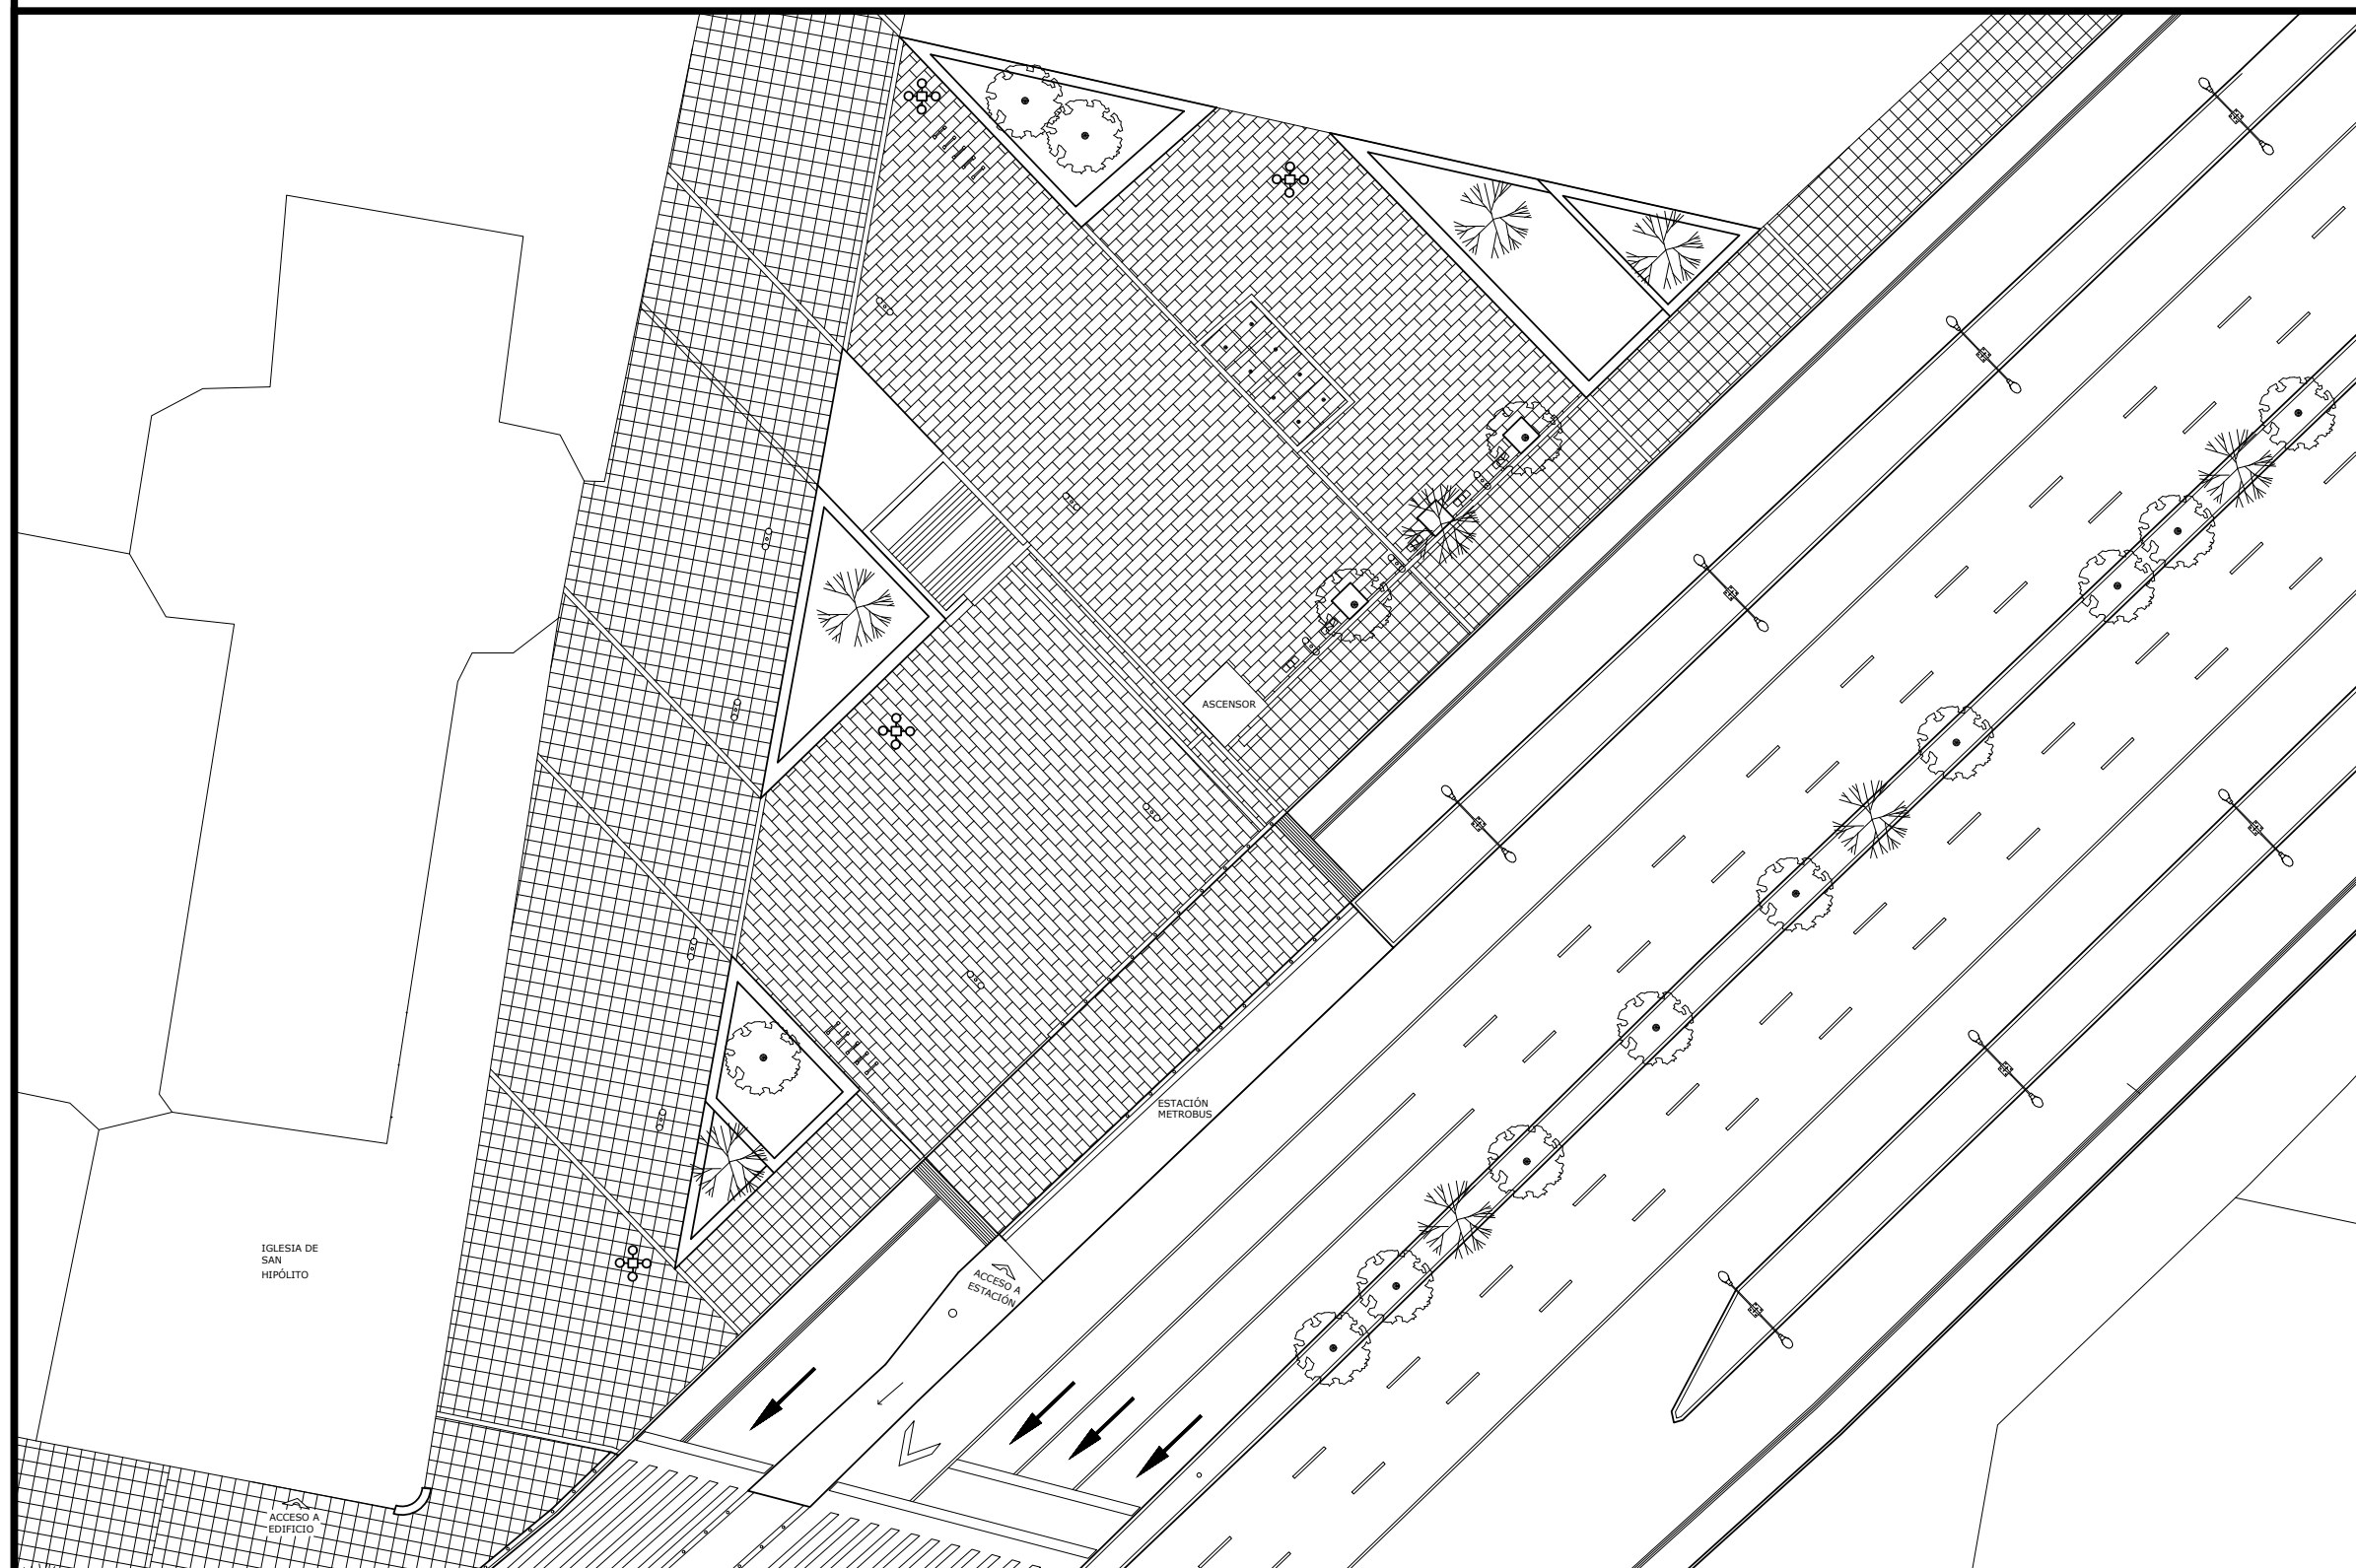 ASCENSOR
ESTACIÓN
METROBUS
IGLESIA DE
SAN
HIPÓLITO
ACCESO A
ESTACIÓN
ACCESO A
EDIFICIO